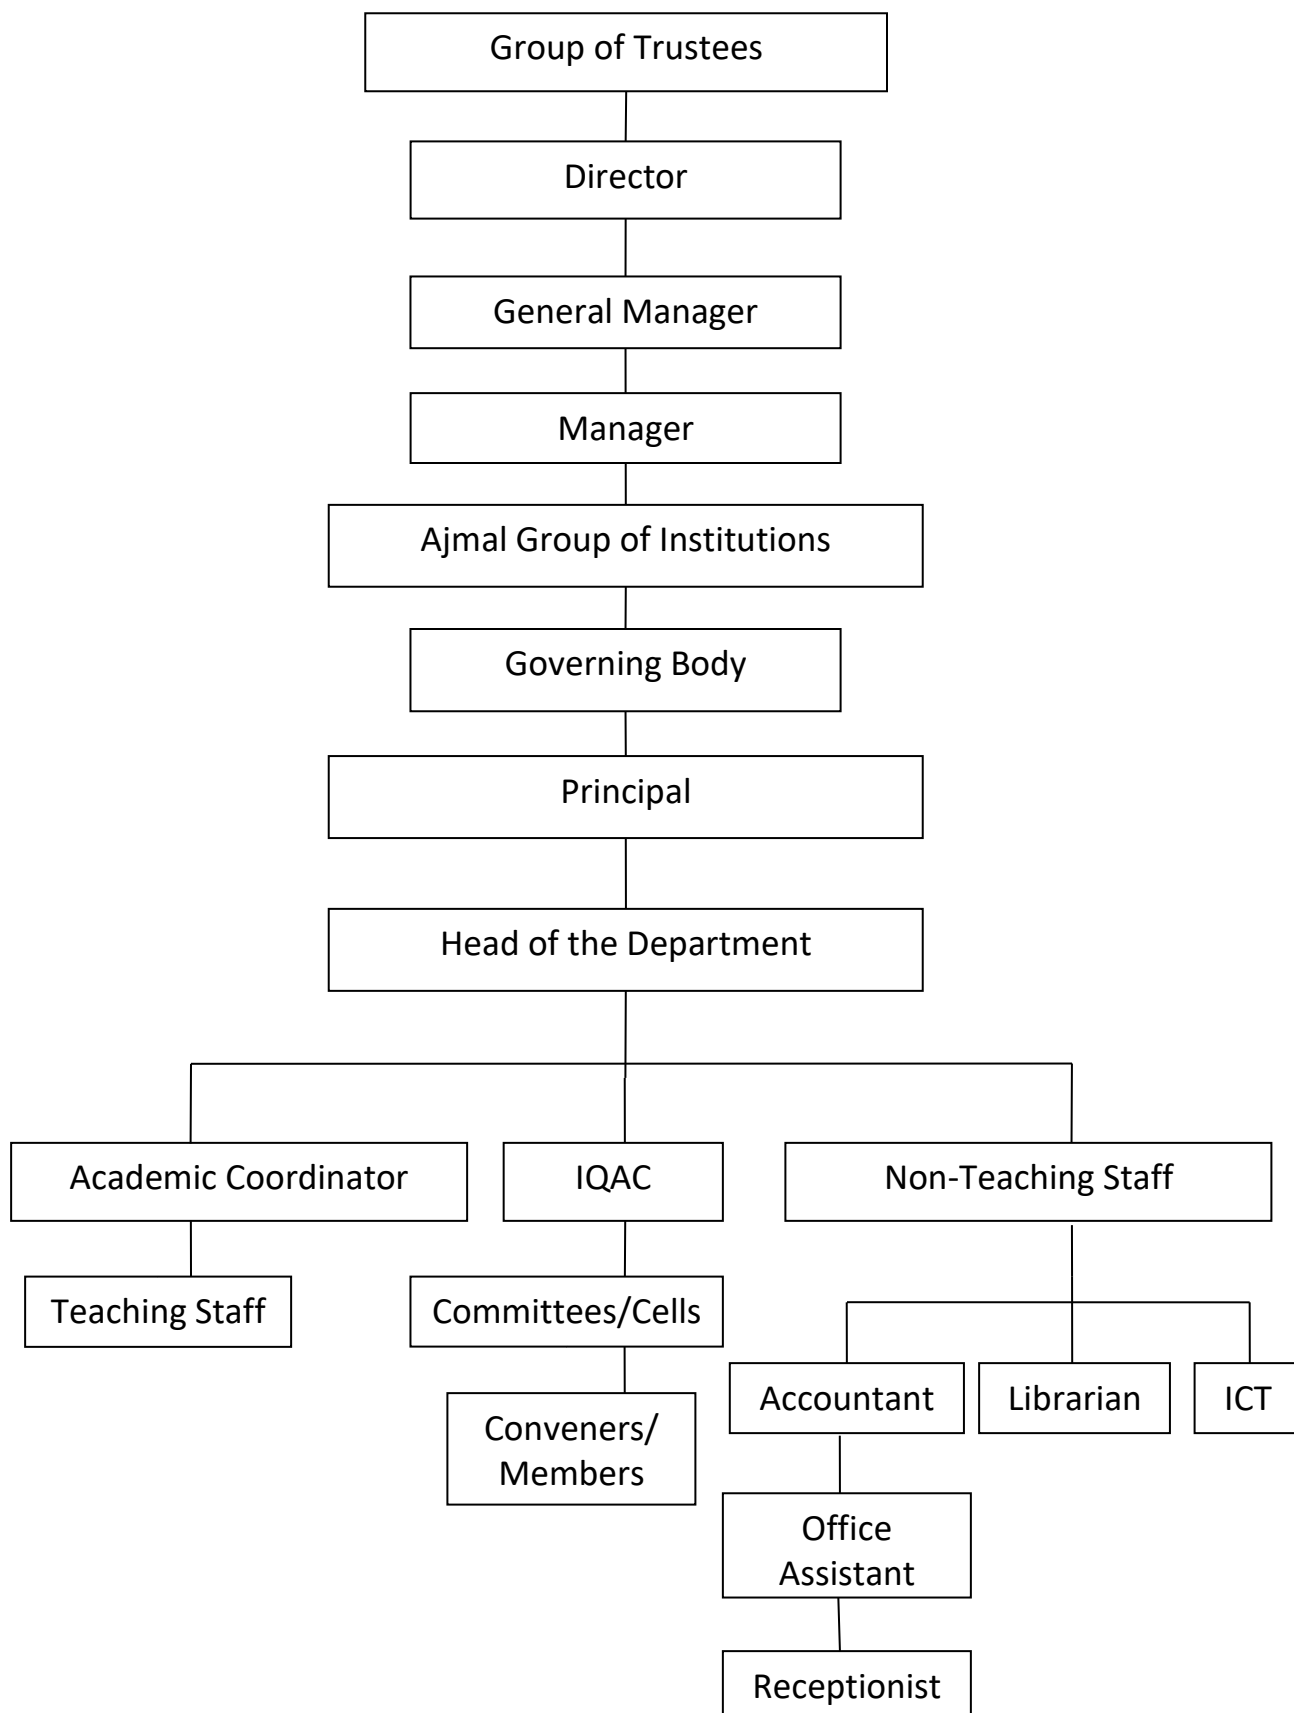 Group of Trustees
Director
General Manager
Manager
Ajmal Group of Institutions
Governing Body
Principal
Head of the Department
Academic Coordinator
IQAC
Non-Teaching Staff
Teaching Staff
Committees/Cells
Accountant
Librarian
ICT
Conveners/
Members
Office
Assistant
Receptionist